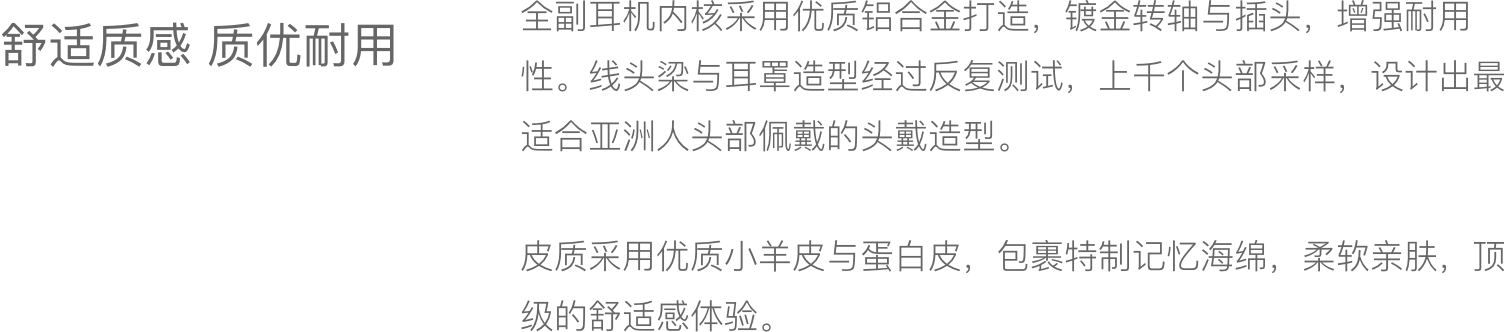 舒适质感 质优耐用
全副耳机内核采用优质铝合金打造，镀金转轴与插头，增强耐用
性。线头梁与耳罩造型经过反复测试，上千个头部采样，设计出最
适合亚洲人头部佩戴的头戴造型。
皮质采用优质小羊皮与蛋白皮，包裹特制记忆海绵，柔软亲肤，顶
级的舒适感体验。